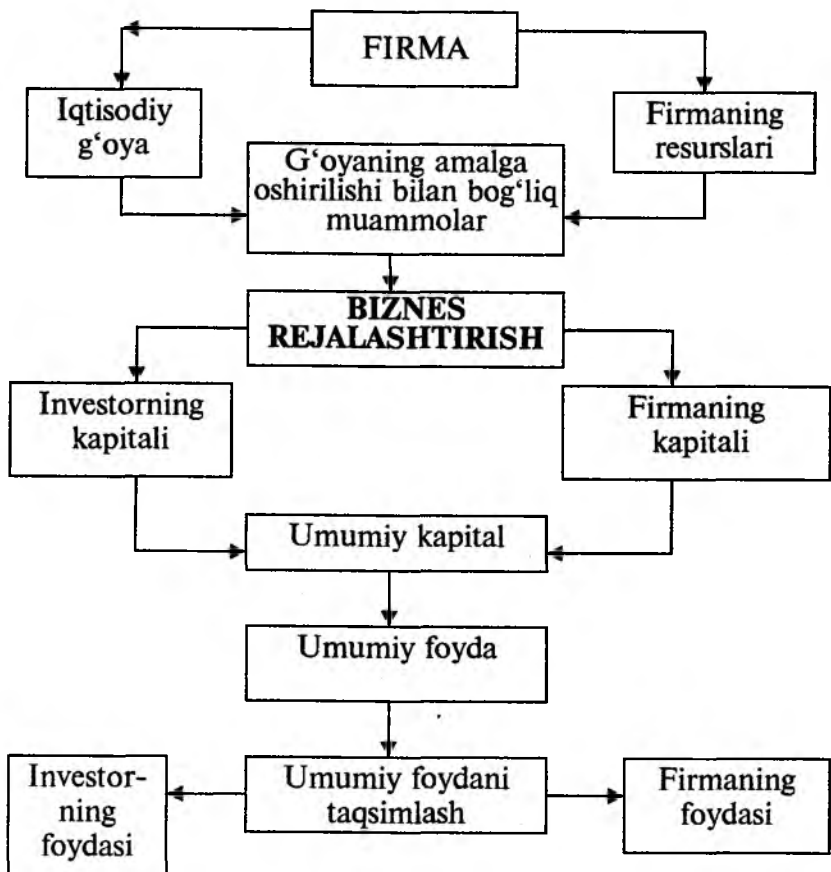 FIRMA
Iqtisodiy
g‘oya
Firmaning
resurslari
G‘oyaning amalga
oshirilishi bilan bog‘liq
muammolar
BIZNES
REJALASHTIRISH
Investorning
kapitali
Firmaning
kapitali
Umumiy kapital
Umumiy foyda
Investor-
ning
foydasi
Umumiy foydani
taqsimlash
Firmaning
foydasi